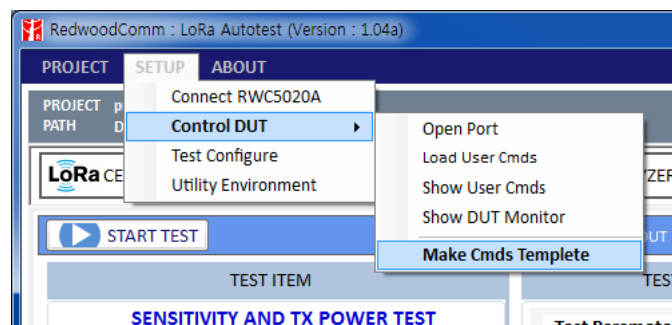 RedwoodComm : LoRa Autotest (Version : 1.04a)
PROJECT SETUP ABOUT
PROJECT
PATH
Connect RWC5020A
Control DUT
Test Configure
Utility Environment
Open Port
Load User Cmds
Show User Cmds
Show DUT Monitor
Make Cmds Templete
LoRa CE
START TEST
TEST ITEM
SENSITIVITY AND TX POWER TEST